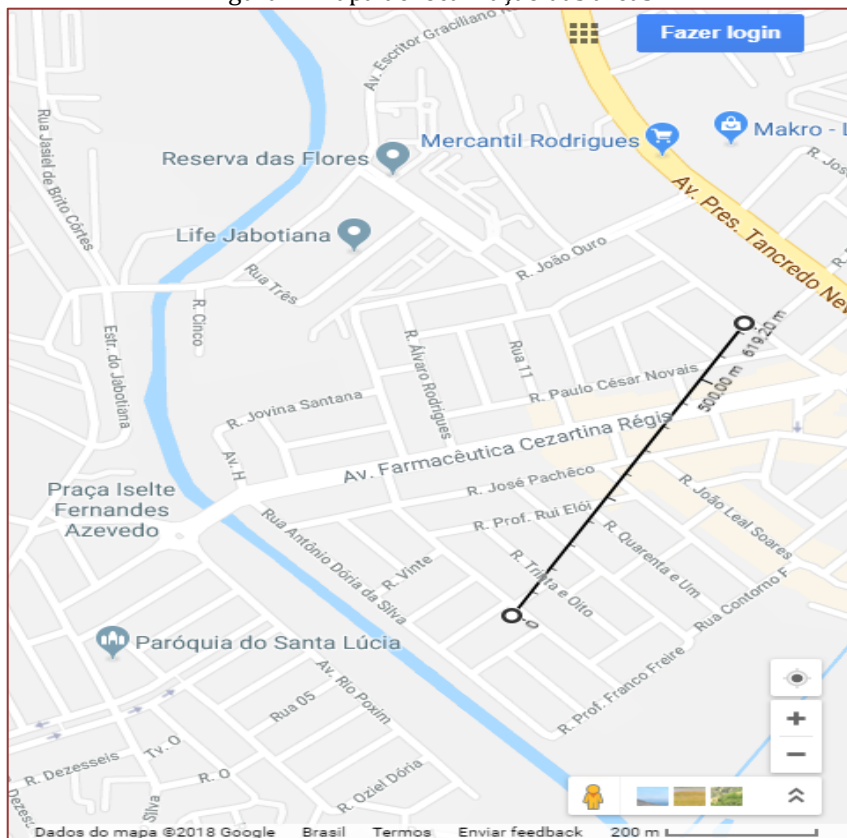 Fazer login
Av. Escritor Graciliano
Mercantil Rodrigues
Makro - L
R. José
Reserva das Flores
Rua Jasiel de Brito Côrtes
Av. Pres. Tancredo Nev
Life Jabotiana
R. João Ouro
Rua Três
R. Cinco
Estr. do Jabotiana
R. Álvaro Rodrigues
Rua 11
619,20 m
500,00 m
R. Paulo César Novais
R. Jovina Santana
Av. Farmacêutica Cezartina Régis
Av. H
R. José Pachêco
Praça Iselte
Fernandes
Azevedo
R. Prof. Rui Elói
R. João Leal Soares
Rua Antônio Dória da Silva
R. Vinte
R. Trinta e Oito
R. Quarenta e Um
Rua Contorno F
0
Paróquia do Santa Lúcia
R. Prof. Franco Freire
Av. Rio Poxim
Rua 05
R. Dezesseis
Tv. O
R. O
R. Oziel Dória
Dezesseis
Silva
Dados do mapa ©2018 Google Brasil Termos Enviar feedback 200 m